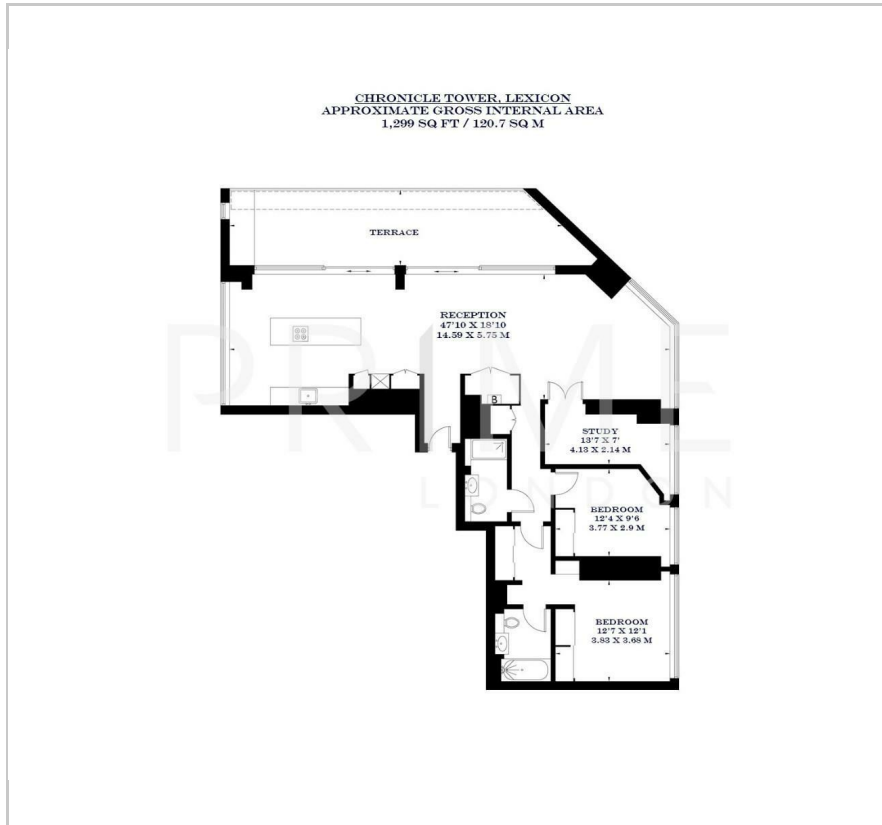 CHRONICLE TOWER, LEXICON
APPROXIMATE GROSS INTERNAL AREA
1,299 SQ FT / 120.7 SQ M
TERRACE
RECEPTION
47'10 X 18'10
14.59 X 5.75 M
PRIME
LONDON
B
STUDY
13'7 X 7'
4.13 X 2.14 M
BEDROOM
12'4 X 9'6
3.77 X 2.9 M
BEDROOM
12'7 X 12'1
3.83 X 3.68 M